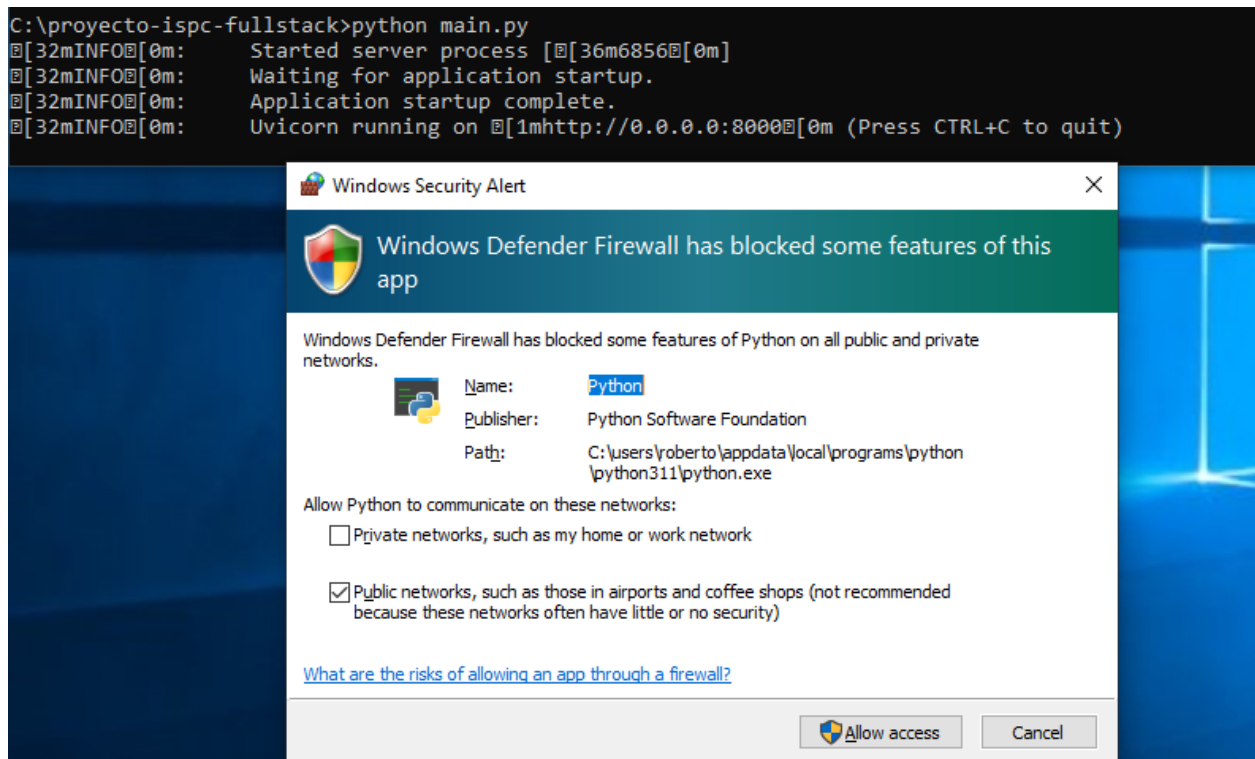 C:\proyecto-ispc-fullstack>python main.py
[32mINFO[0m:     Started server process [[36m6856[0m]
[32mINFO[0m:     Waiting for application startup.
[32mINFO[0m:     Application startup complete.
[32mINFO[0m:     Uvicorn running on [1mhttp://0.0.0.0:8000[0m (Press CTRL+C to quit)
Windows Security Alert
Windows Defender Firewall has blocked some features of this
app
Windows Defender Firewall has blocked some features of Python on all public and private
networks.
Name: Python
Publisher: Python Software Foundation
Path: C:\users\roberto\appdata\local\programs\python
\python311\python.exe
Allow Python to communicate on these networks:
Private networks, such as my home or work network
Public networks, such as those in airports and coffee shops (not recommended
because these networks often have little or no security)
What are the risks of allowing an app through a firewall?
Allow access Cancel